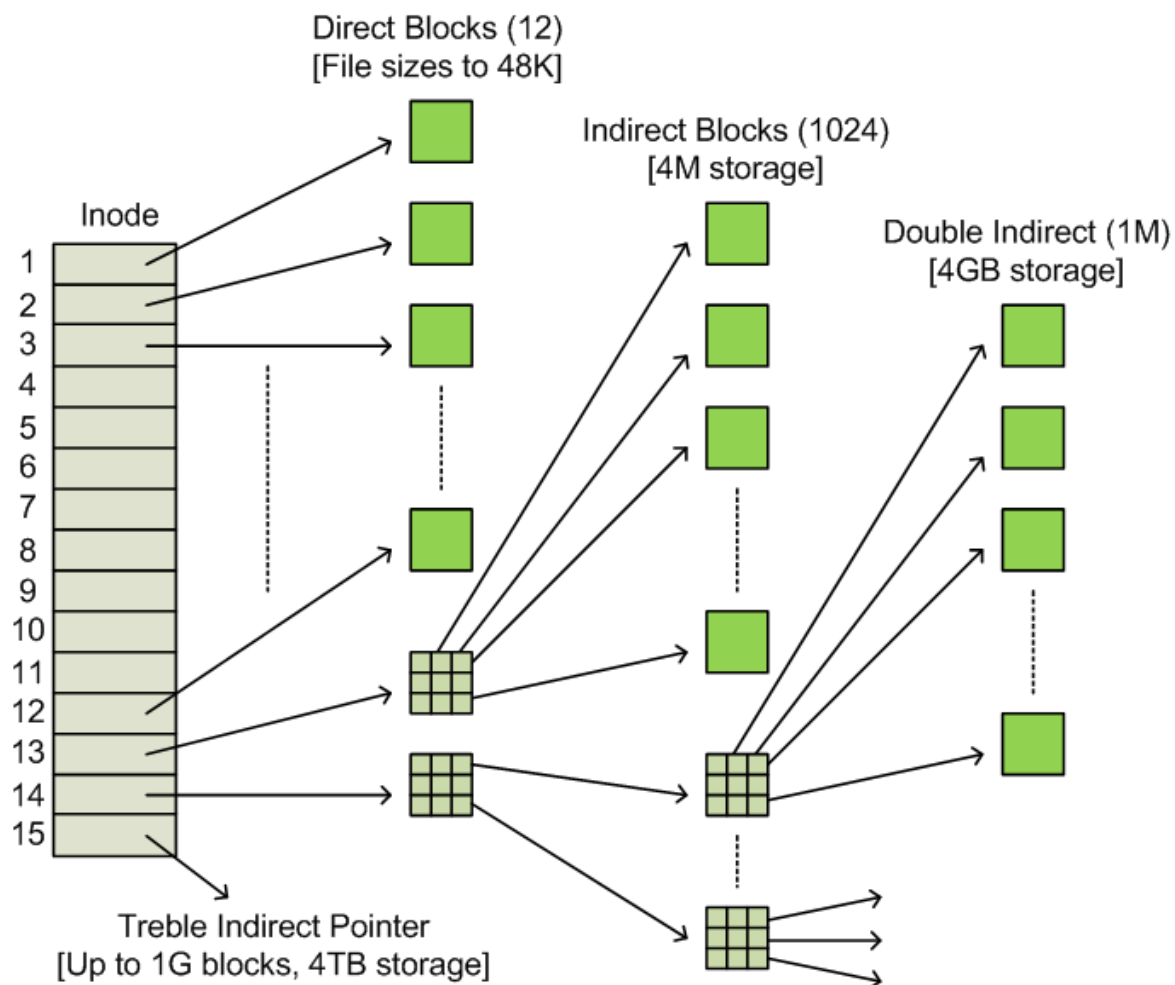 Direct Blocks (12)
[File sizes to 48K]
Indirect Blocks (1024)
[4M storage]
Double Indirect (1M)
[4GB storage]
Inode
1
2
3
4
5
6
7
8
9
10
11
12
13
14
15
Treble Indirect Pointer
[Up to 1G blocks, 4TB storage]